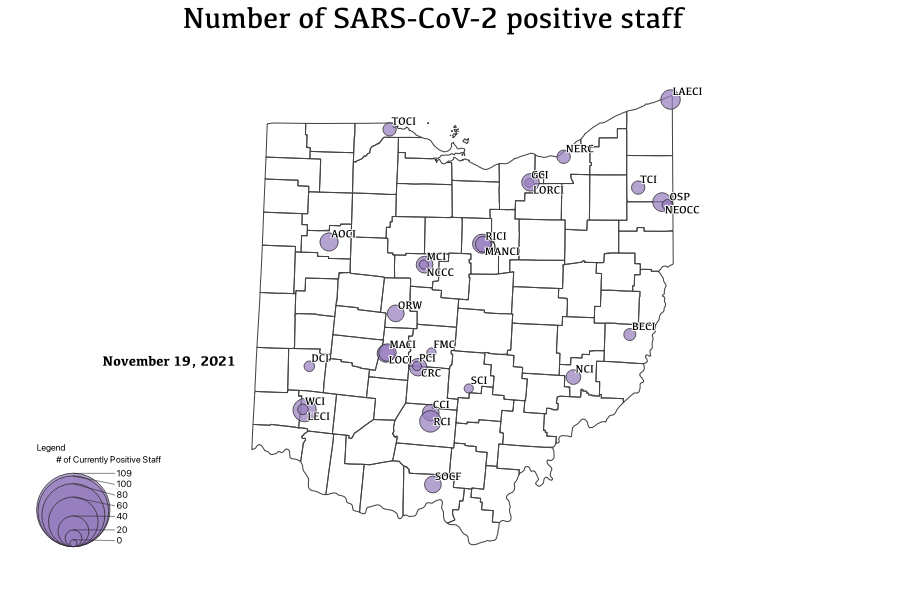 Number of SARS-CoV-2 positive staff
LAECI
TOCI
NERC
GCI
LORCI
TCI
OSP
NEOCC
AOCI
RICI
MANCI
MCI
NCCC
ORW
BECI
MACI
LOCI
FMC
PCI
CRC
November 19, 2021
DCI
NCI
SCI
WCI
LECI
CCI
RCI
SOCF
Legend
# of Currently Positive Staff
109
100
80
60
40
20
0